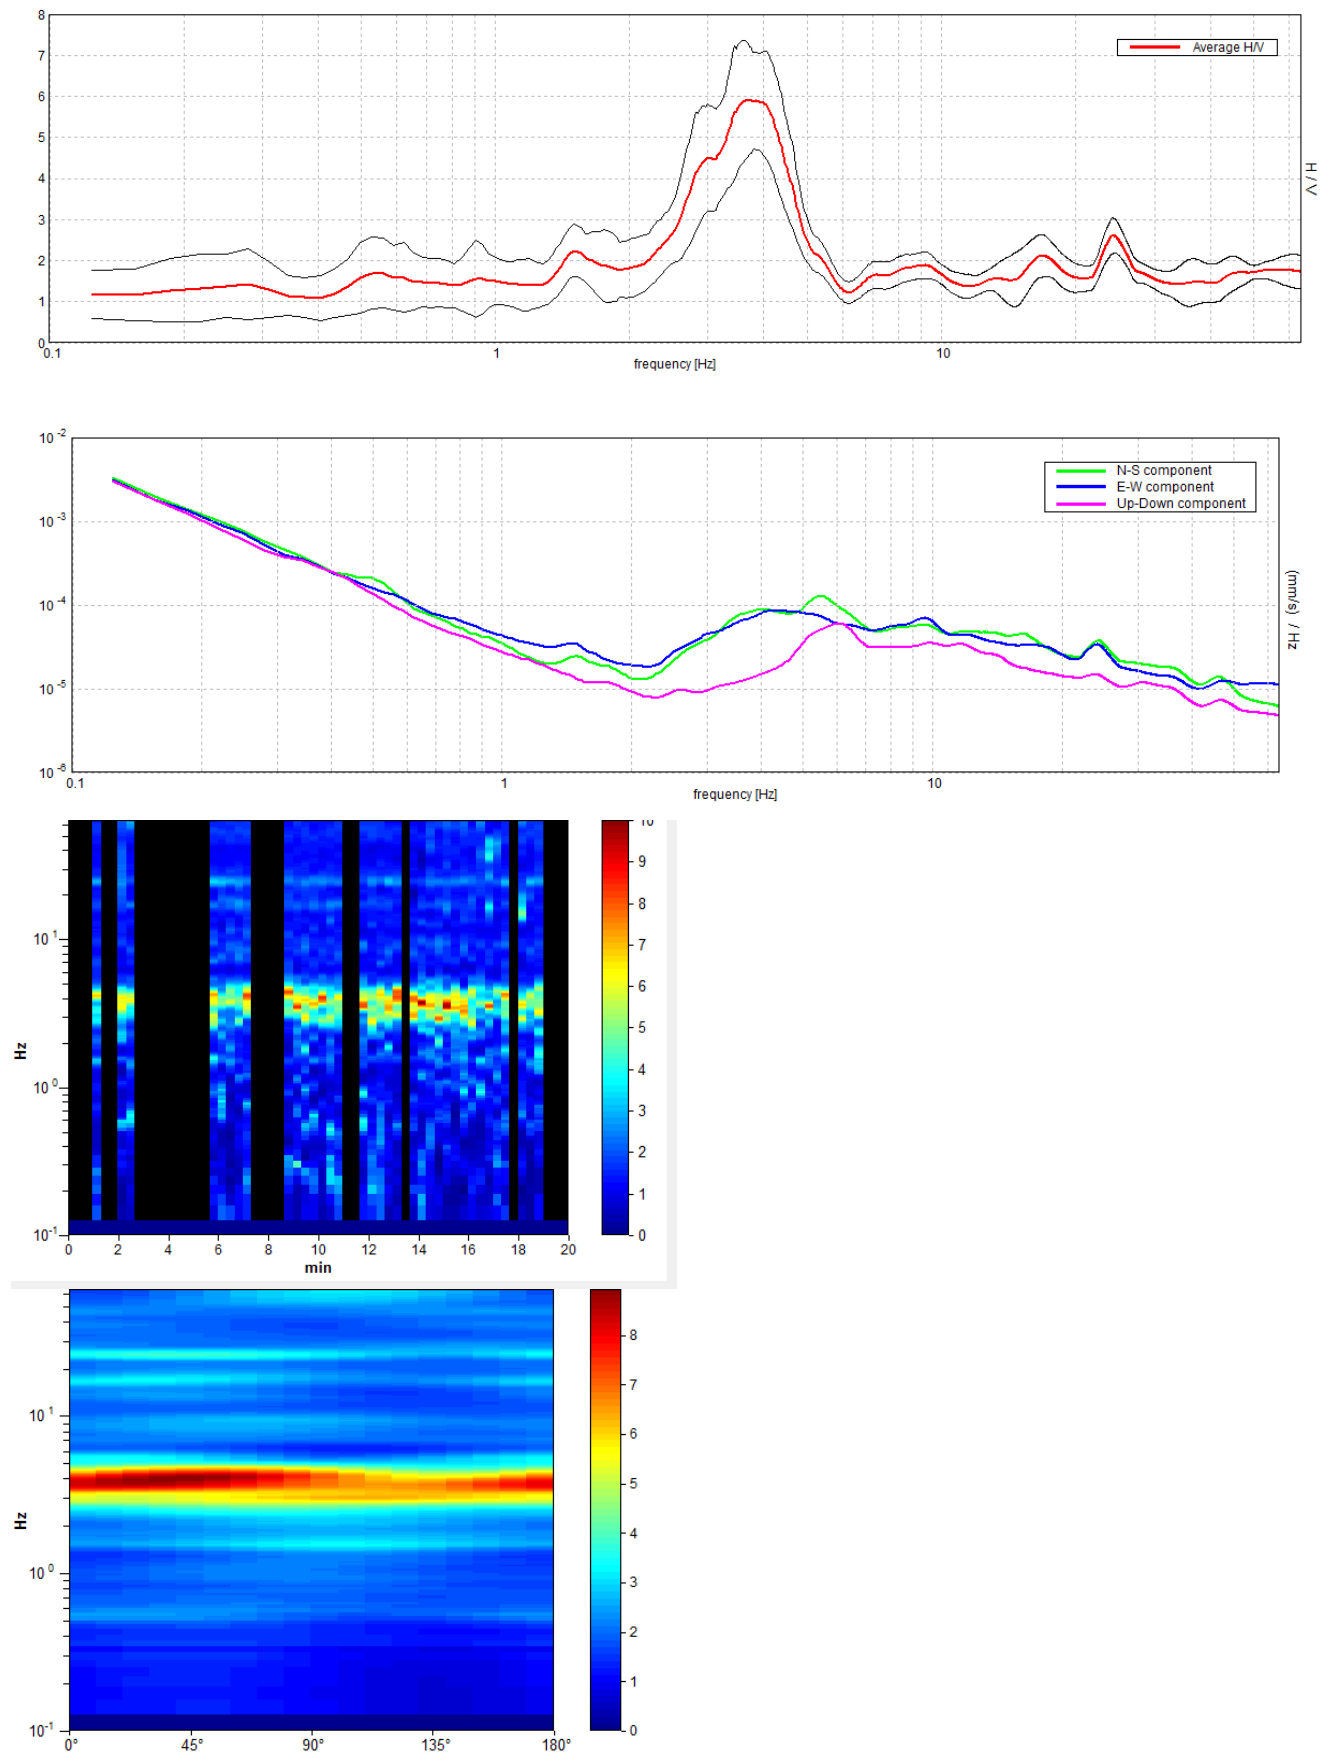 8
7
6
5
4
3
2
1
0
Average H/V
H / V
0.1 1 10
frequency [Hz]
10 -2
10 -3
10 -4
10 -5
10 -6
N-S component
E-W component
Up-Down component
(mm/s) / Hz
0.1 1 10
frequency [Hz]
10 1
10 0
10 -1
Hz
0 2 4 6 8 10 12 14 16 18 20
min
10
9
8
7
6
5
4
3
2
1
0
10 1
10 0
10 -1
Hz
0° 45° 90° 135° 180°
8
7
6
5
4
3
2
1
0